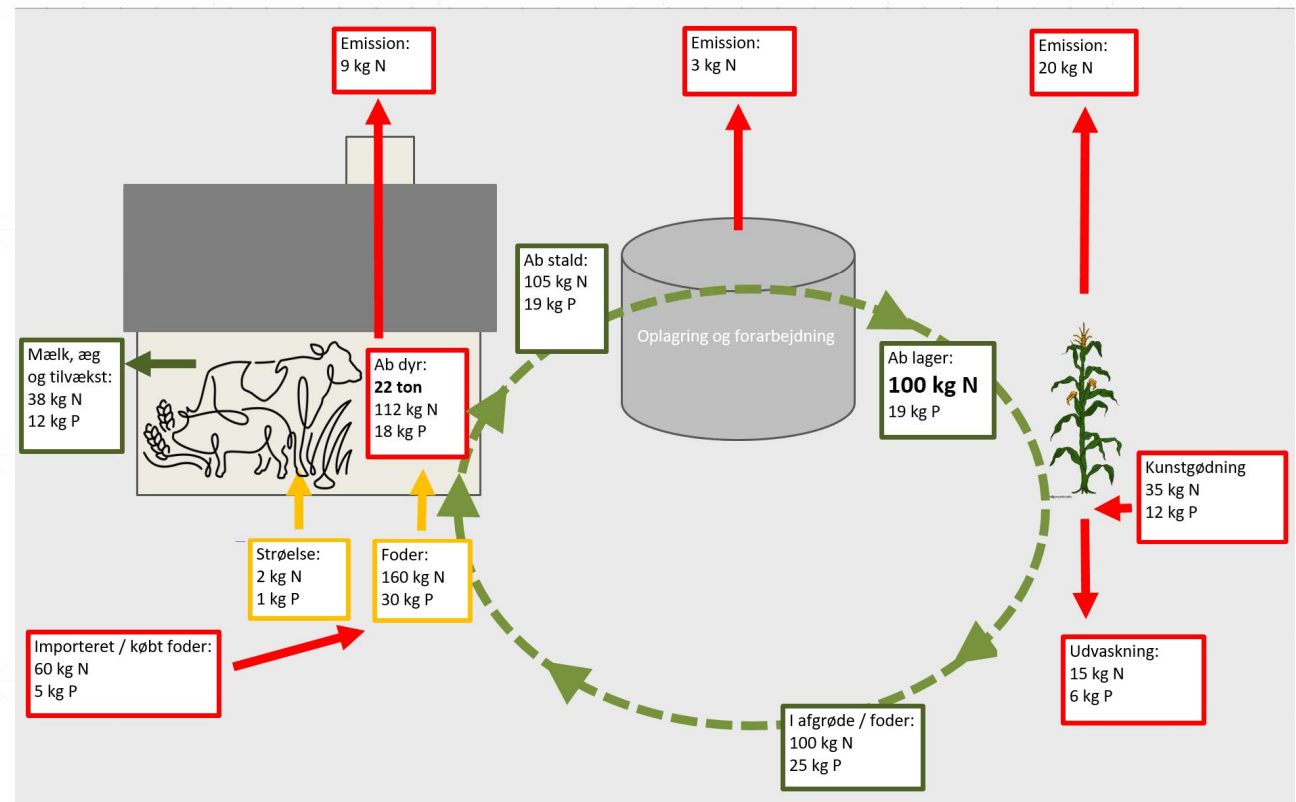 Emission:
9 kg N
Emission:
3 kg N
Emission:
20 kg N
Ab stald:
105 kg N
19 kg P
Oplagring og forarbejdning
Mælk, æg
og tilvækst:
38 kg N
12 kg P
Ab dyr:
22 ton
112 kg N
18 kg P
Ab lager:
100 kg N
19 kg P
Kunstgødning
35 kg N
12 kg P
Strøelse:
2 kg N
1 kg P
Foder:
160 kg N
30 kg P
Importeret / købt foder:
60 kg N
5 kg P
Udvaskning:
15 kg N
6 kg P
I afgrøde / foder:
100 kg N
25 kg P